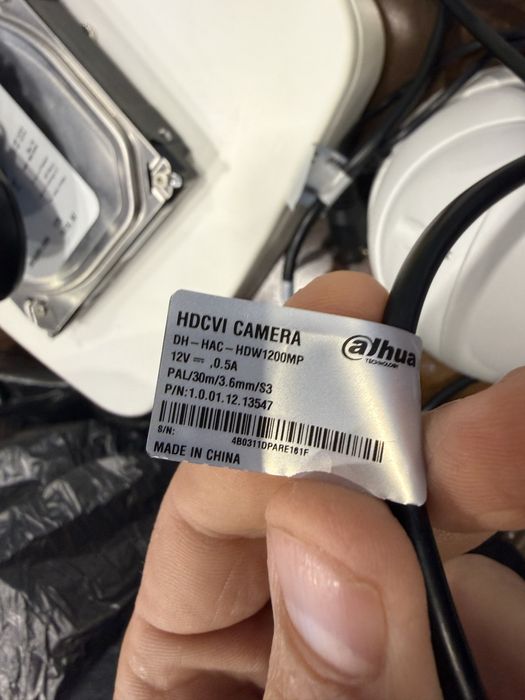 HDCVI CAMERA
DH-HAC-HDW1200MP
12V⎓,0.5A
PAL/30m/3.6mm/S3
P/N:1.0.01.12.13547
S/N:
4B0311DPARE161F
MADE IN CHINA
alhua
TECHNOLOGY